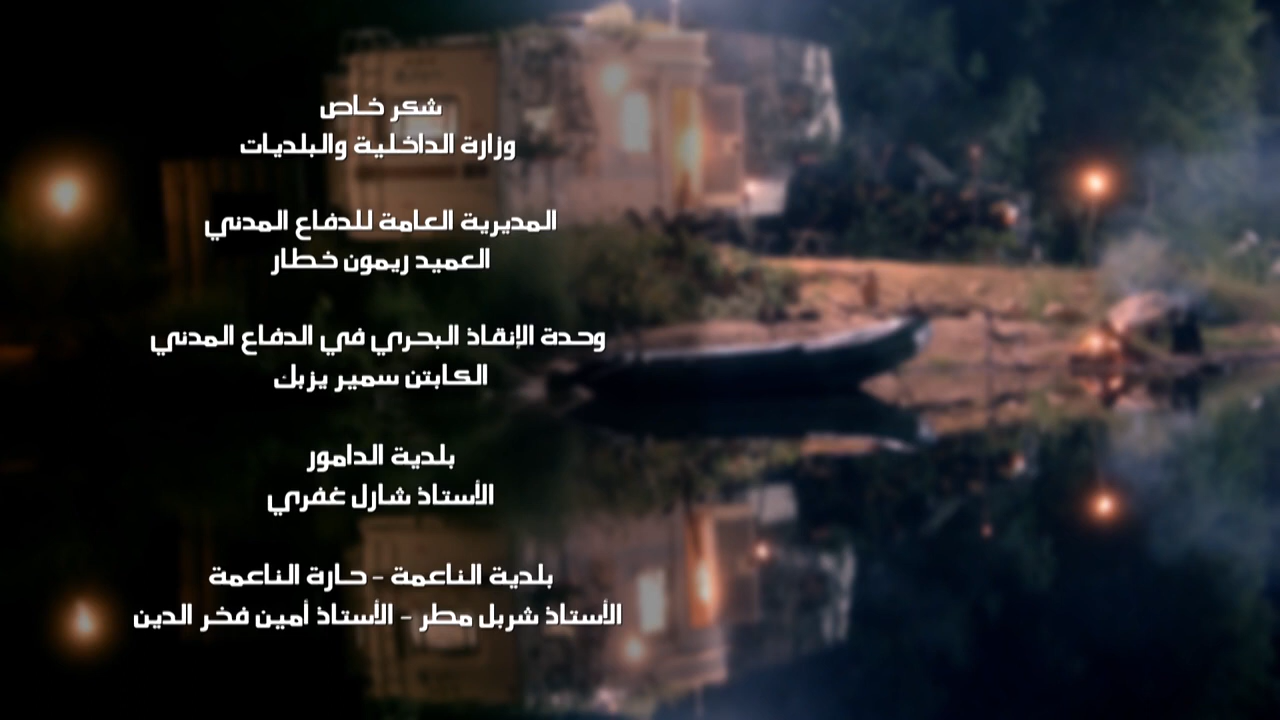 شكر خاص
وزارة الداخلية والبلديات
المديرية العامة للدفاع المدني
العميد ريمون خطار
وحدة الإنقاذ البحري في الدفاع المدني
الكابتن سمير يزبك
بلدية الدامور
الأستاذ شارل غفري
بلدية الناعمة - حارة الناعمة
الأستاذ شربل مطر - الأستاذ أمين فخر الدين